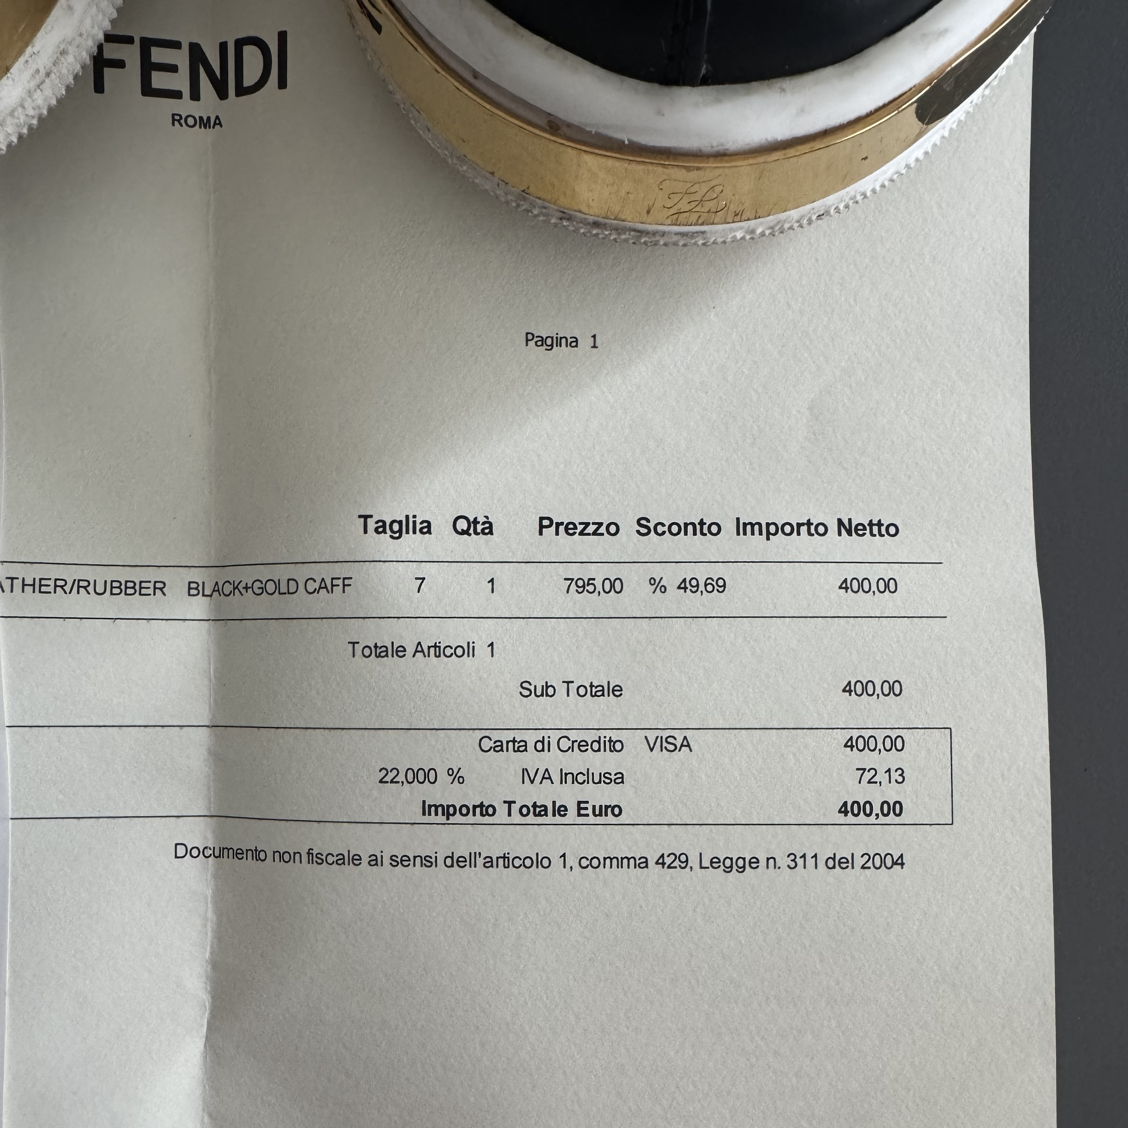 FENDI
ROMA
Pagina 1
Taglia Qtà Prezzo Sconto Importo Netto
ATHER/RUBBER BLACK+GOLD CAFF 7 1 795,00 % 49,69 400,00
Totale Articoli 1
Sub Totale 400,00
Carta di Credito VISA 400,00
22,000 % IVA Inclusa 72,13
Importo Totale Euro 400,00
Documento non fiscale ai sensi dell'articolo 1, comma 429, Legge n. 311 del 2004